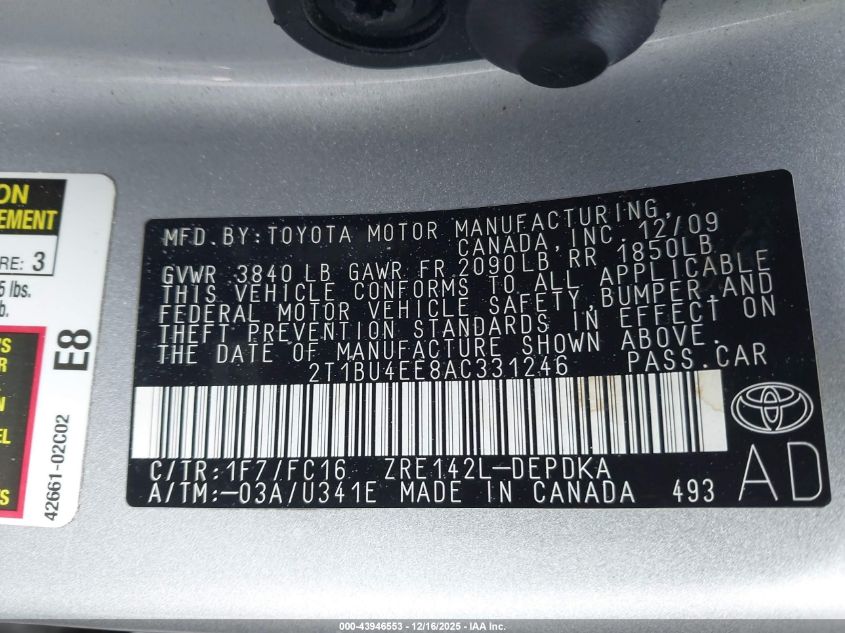 ON
EMENT
RE: 3
5 lbs.
b.
'S
R
N
EL
E8
42661-02C02
MFD. BY: TOYOTA MOTOR MANUFACTURING,
CANADA, INC. 12/09
GVWR 3840 LB GAWR FR 2090LB RR 1850LB
THIS VEHICLE CONFORMS TO ALL APPLICABLE
FEDERAL MOTOR VEHICLE SAFETY, BUMPER, AND
THEFT PREVENTION STANDARDS IN EFFECT ON
THE DATE OF MANUFACTURE SHOWN ABOVE.
2T1BU4EE8AC331246 PASS.CAR
C/TR: 1F7/FC16 ZRE142L-DEPDKA
A/TM:-03A/U341E MADE IN CANADA 493
AD
000-43946553 - 12/16/2025 - IAA Inc.